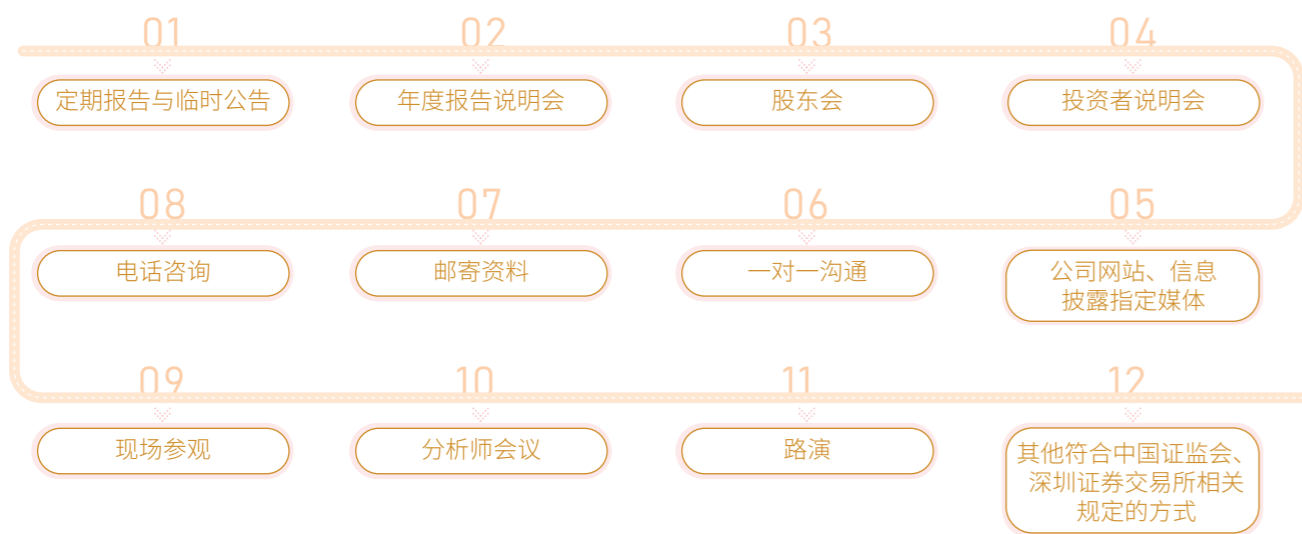 01
定期报告与临时公告
02
年度报告说明会
03
股东会
04
投资者说明会
05
公司网站、信息
披露指定媒体
06
一对一沟通
07
邮寄资料
08
电话咨询
09
现场参观
10
分析师会议
11
路演
12
其他符合中国证监会、
深圳证券交易所相关
规定的方式